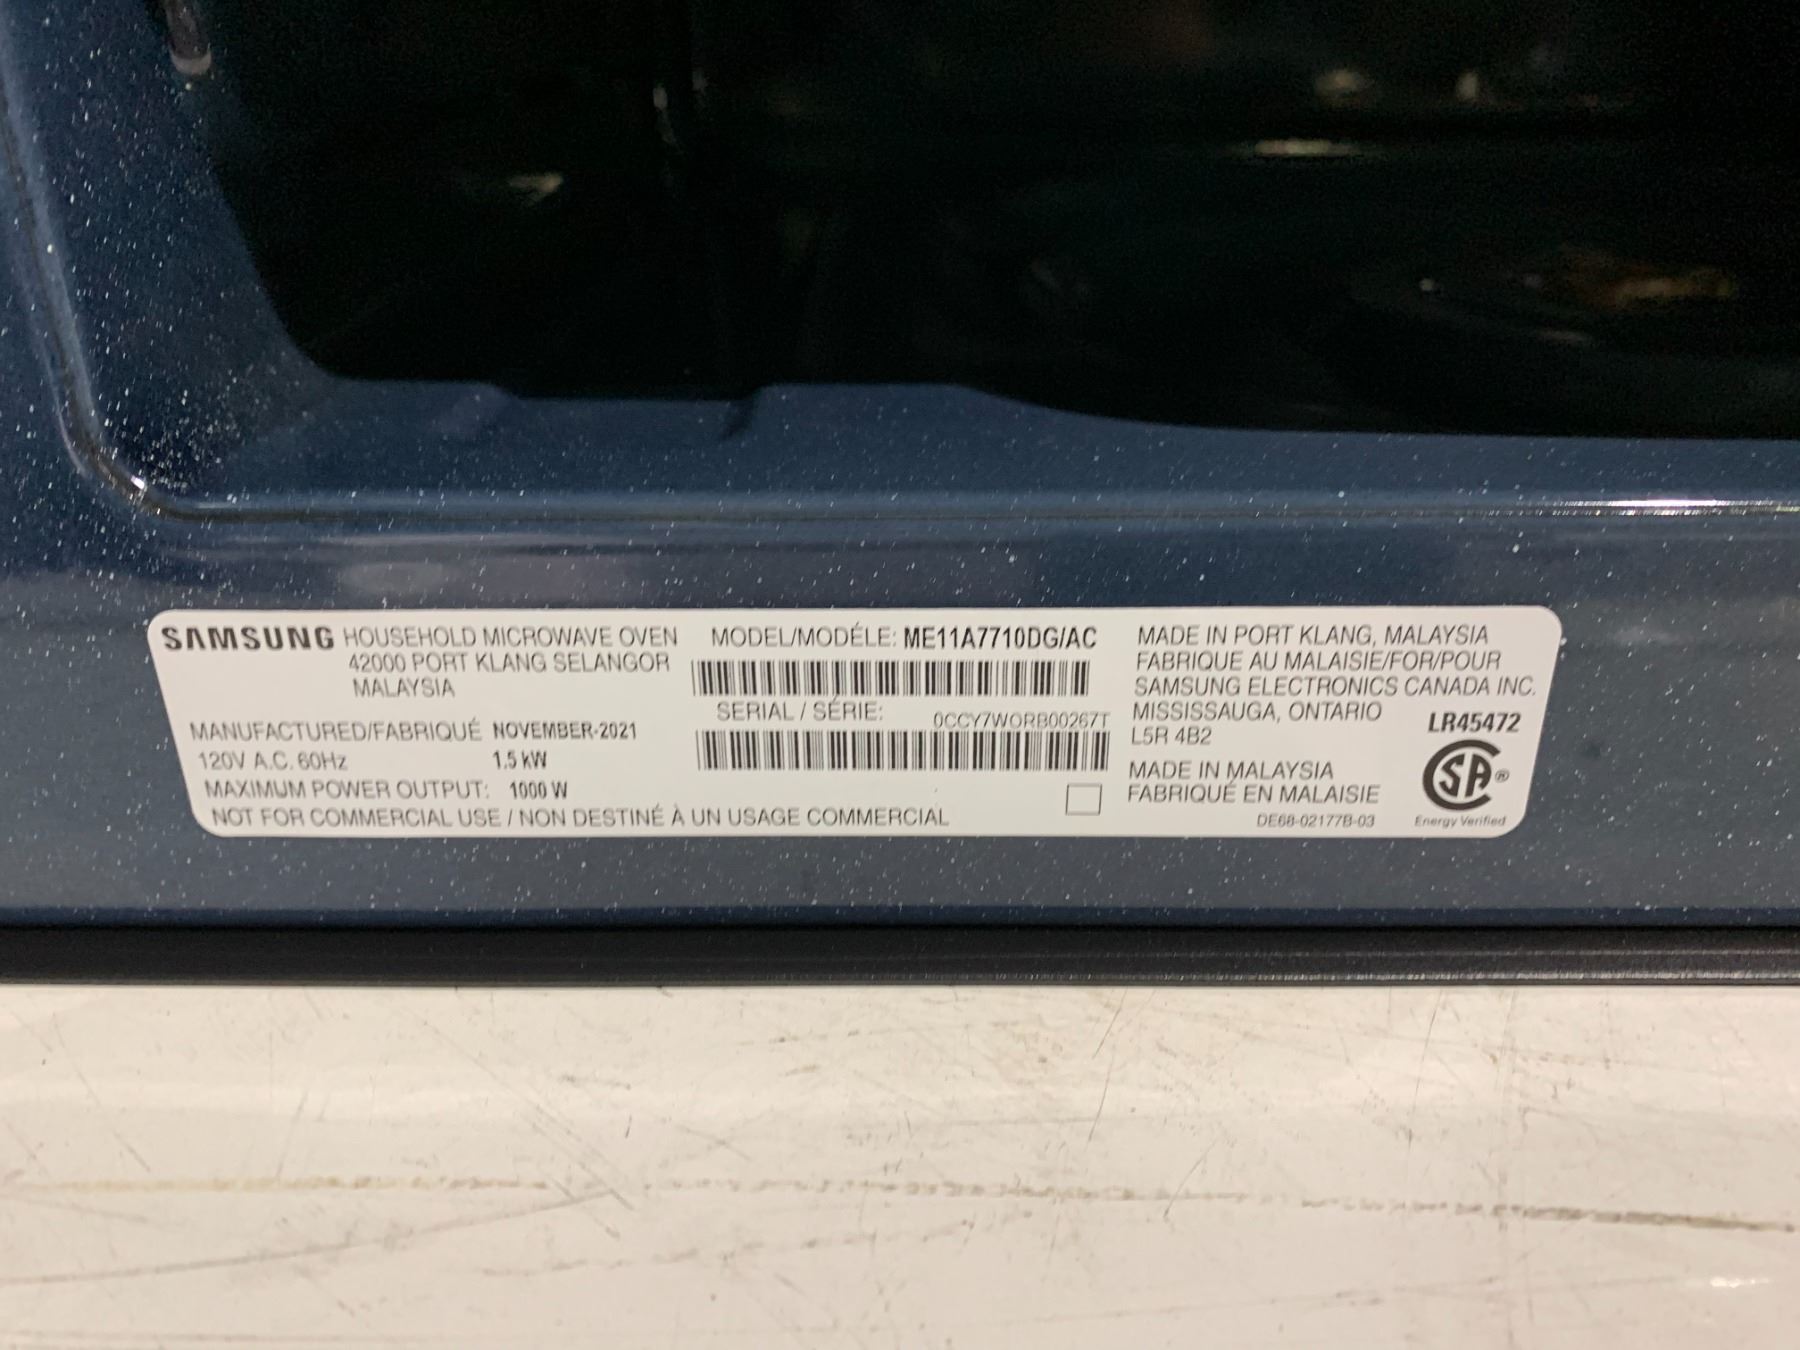 SAMSUNG HOUSEHOLD MICROWAVE OVEN
42000 PORT KLANG SELANGOR
MALAYSIA
MANUFACTURED/FABRIQUÉ NOVEMBER-2021
120V A.C. 60Hz 1.5 kW
MAXIMUM POWER OUTPUT: 1000 W
NOT FOR COMMERCIAL USE / NON DESTINÉ À UN USAGE COMMERCIAL
MODEL/MODÉLE: ME11A7710DG/AC
SERIAL / SÉRIE: 0CCY7WORB00267T
MADE IN PORT KLANG, MALAYSIA
FABRIQUE AU MALAISIE/FOR/POUR
SAMSUNG ELECTRONICS CANADA INC.
MISSISSAUGA, ONTARIO
L5R 4B2
MADE IN MALAYSIA
FABRIQUÉ EN MALAISIE
DE68-02177B-03
LR45472
SA®
Energy Verified